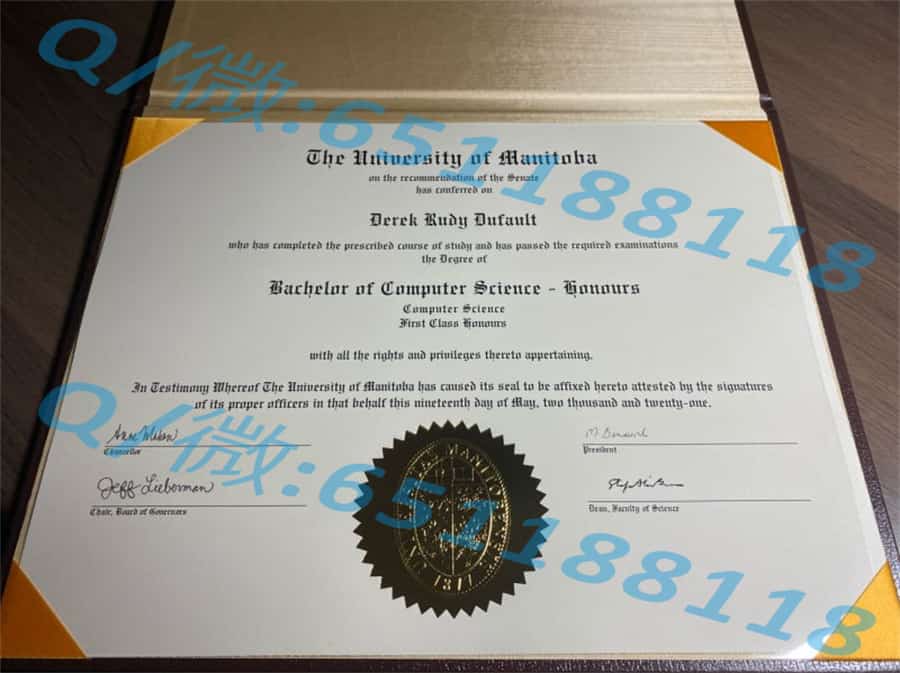 Q/微:651188118
The University of Manitoba
on the recommendation of the Senate
has conferred on
Derek Rudy Dufault
who has completed the prescribed course of study and has passed the required examinations
the Degree of
Bachelor of Computer Science - Honours
Computer Science
First Class Honours
with all the rights and privileges thereto appertaining.
In Testimony Whereof The University of Manitoba has caused its seal to be affixed hereto attested by the signatures
of its proper officers in that behalf this nineteenth day of May, two thousand and twenty-one.
Q/微:651188118
Chancellor
President
Jeff Lieberman
Chair, Board of Governors
Dean, Faculty of Science
1877